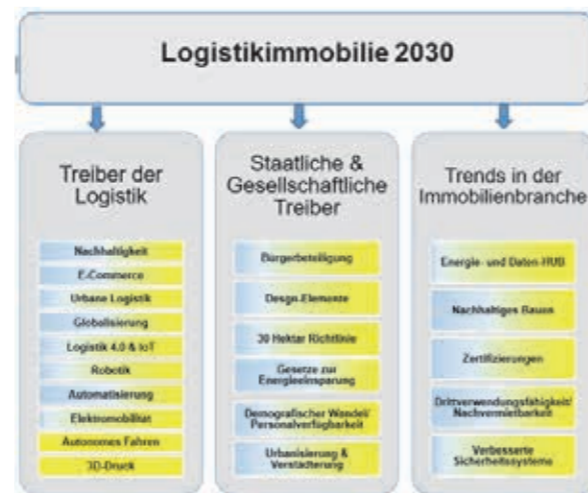 Logistikimmobilie 2030
Treiber der
Logistik
Nachhaltigkeit
E-Commerce
Urbane Logistik
Globalisierung
Logistik 4.0 & IoT
Robotik
Automatisierung
Elektromobilität
Autonomes Fahren
3D-Druck
Staatliche &
Gesellschaftliche
Treiber
Bürgerbeteiligung
Desgn-Elemente
30 Hektar Richtlinie
Gesetze zur
Energieeinsparung
Demografischer Wandel/
Personalverfügbarkeit
Urbanisierung &
Verstädterung
Trends in der
Immobilienbranche
Energie- und Daten-HUB
Nachhaltiges Bauen
Zertifizierungen
Drittverwendungsfähigkeit/
Nachvermietbarkeit
Verbesserte
Sicherheitssysteme